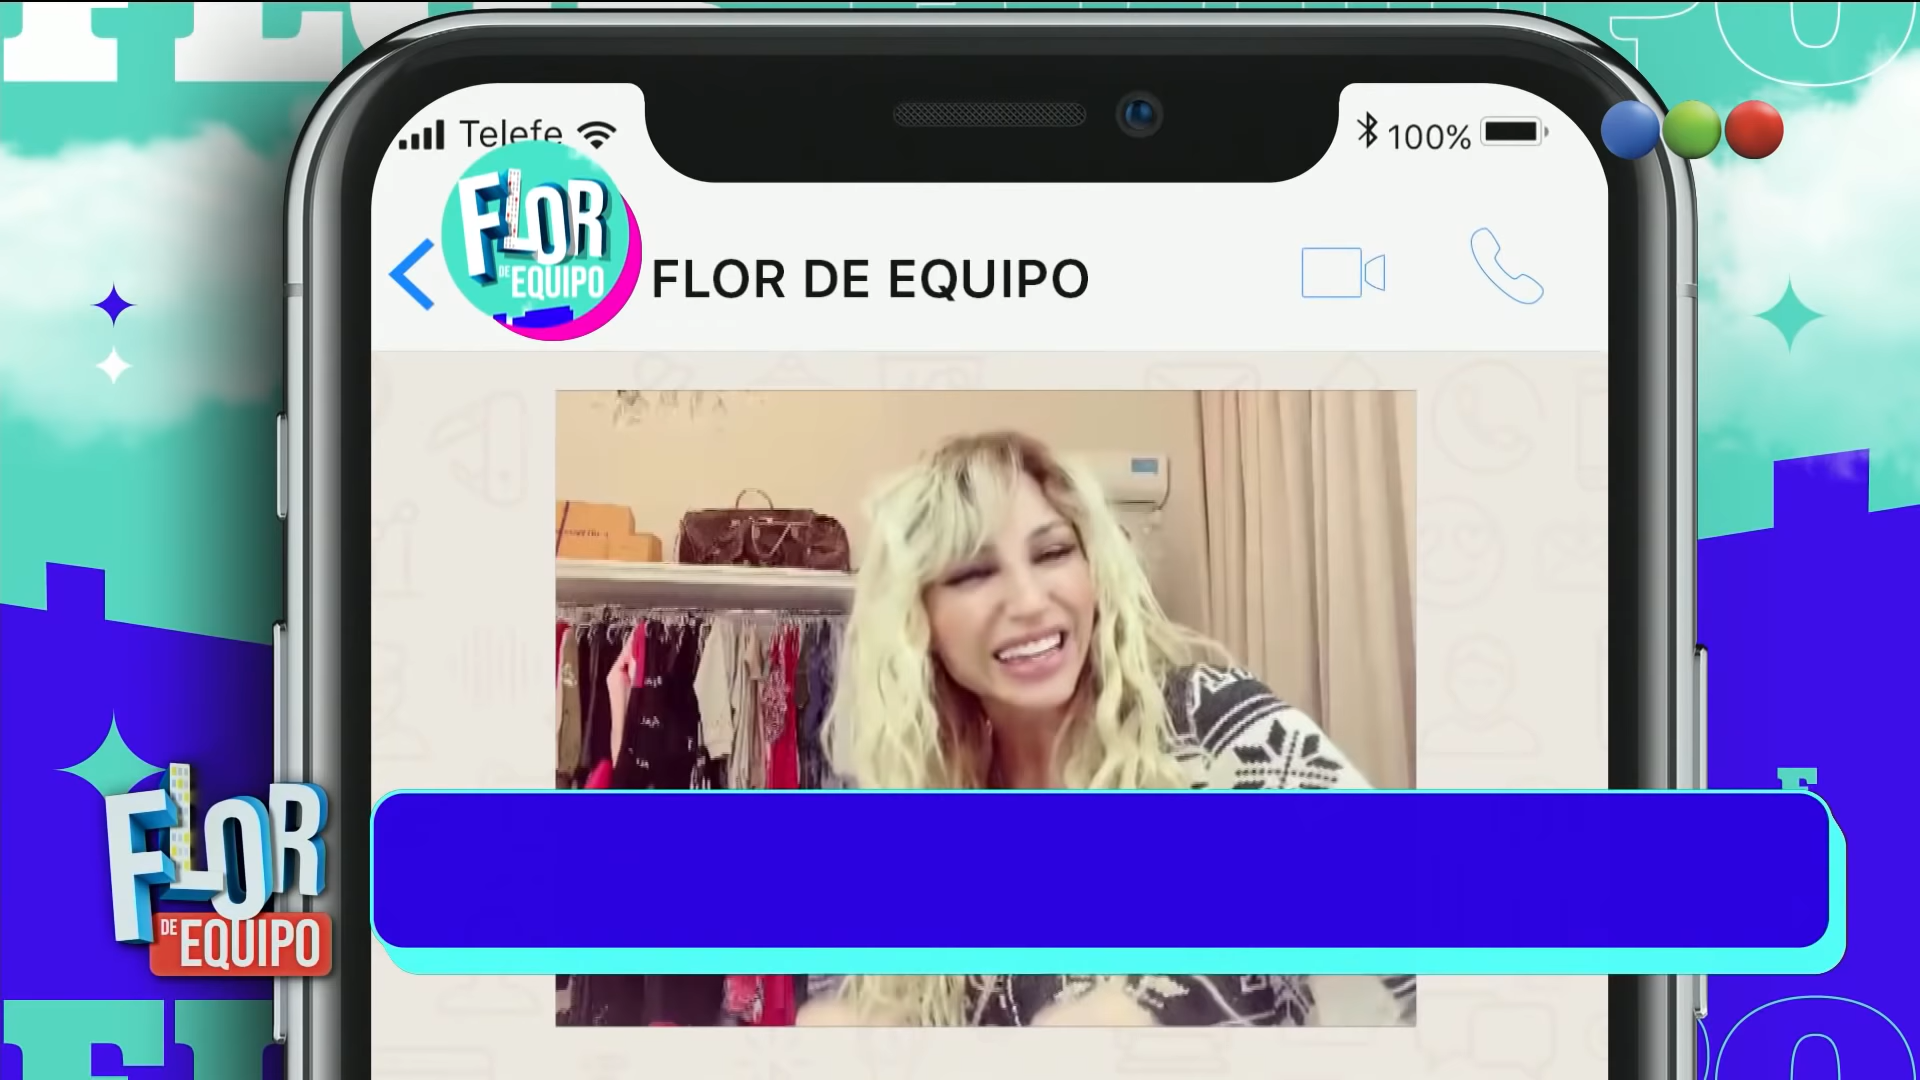 Telefe
100%
FLOR
DE EQUIPO
FLOR DE EQUIPO
FLOR
DE EQUIPO